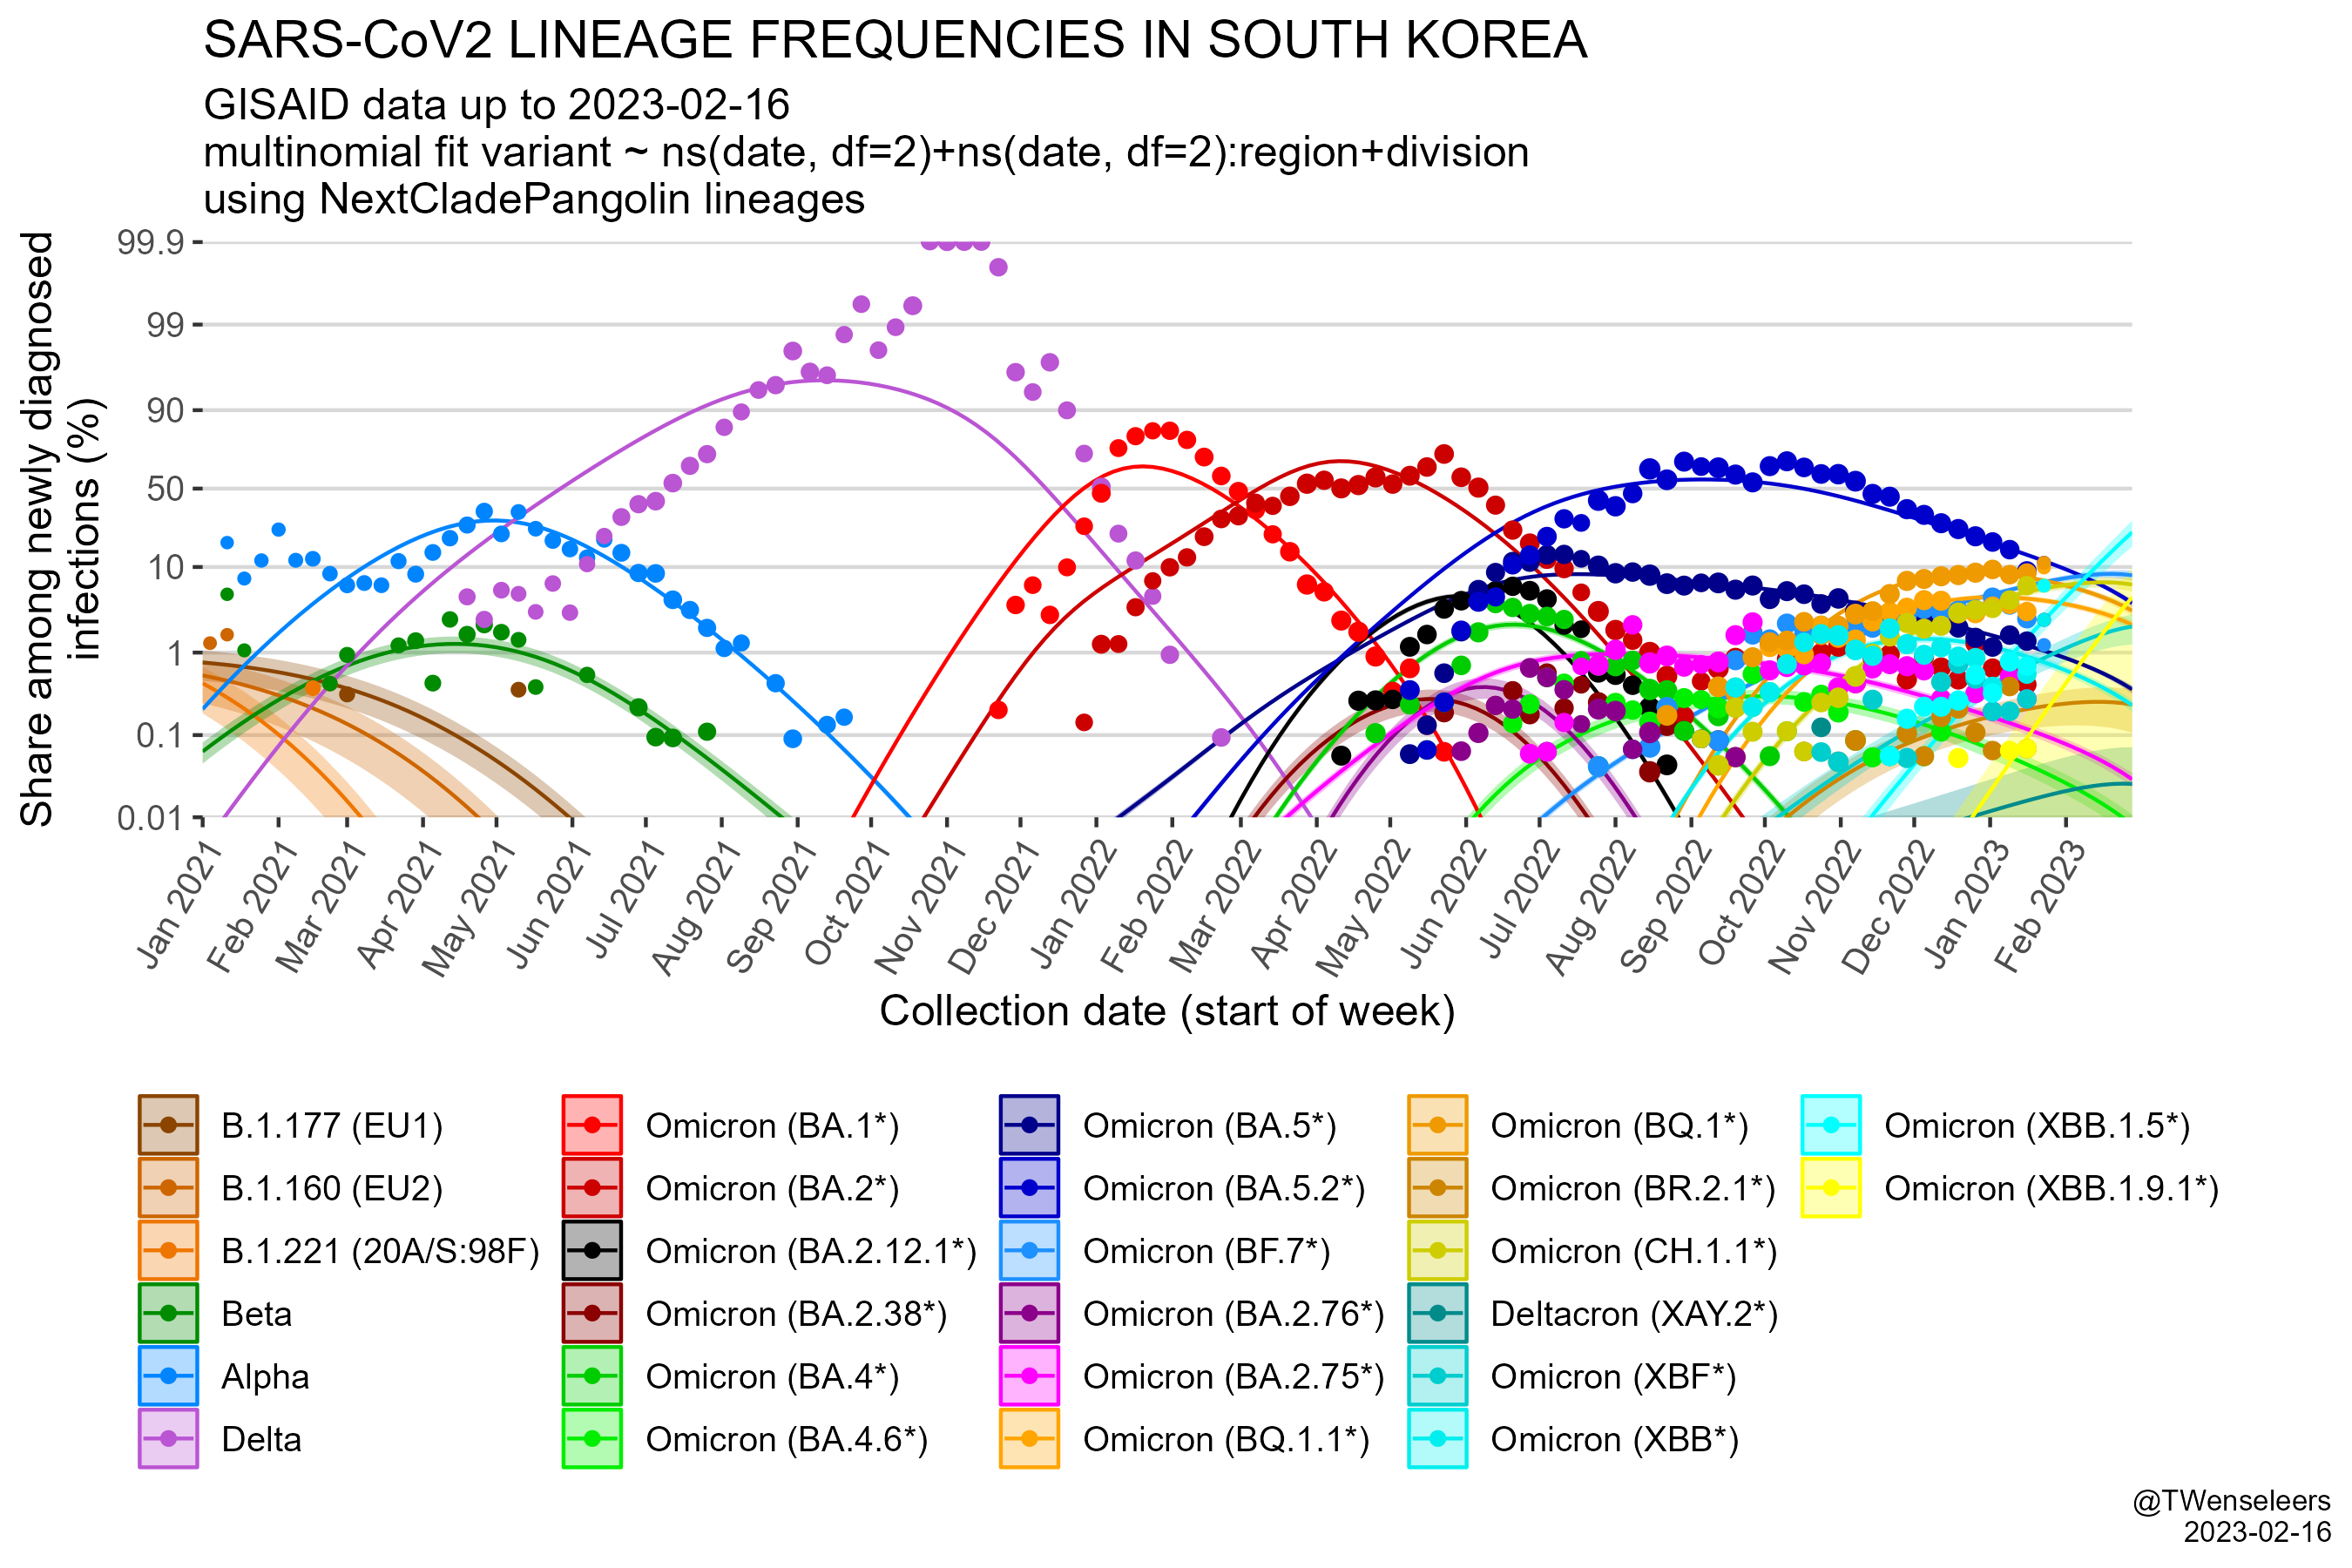 SARS-CoV2 LINEAGE FREQUENCIES IN SOUTH KOREA
GISAID data up to 2023-02-16
multinomial fit variant ~ ns(date, df=2)+ns(date, df=2):region+division
using NextCladePangolin lineages
Share among newly diagnosed
infections (%)
99.9
99
90
50
10
1
0.1
0.01
Jan 2021
Feb 2021
Mar 2021
Apr 2021
May 2021
Jun 2021
Jul 2021
Aug 2021
Sep 2021
Oct 2021
Nov 2021
Dec 2021
Jan 2022
Feb 2022
Mar 2022
Apr 2022
May 2022
Jun 2022
Jul 2022
Aug 2022
Sep 2022
Oct 2022
Nov 2022
Dec 2022
Jan 2023
Feb 2023
Collection date (start of week)
B.1.177 (EU1)
B.1.160 (EU2)
B.1.221 (20A/S:98F)
Beta
Alpha
Delta
Omicron (BA.1*)
Omicron (BA.2*)
Omicron (BA.2.12.1*)
Omicron (BA.2.38*)
Omicron (BA.4*)
Omicron (BA.4.6*)
Omicron (BA.5*)
Omicron (BA.5.2*)
Omicron (BF.7*)
Omicron (BA.2.76*)
Omicron (BA.2.75*)
Omicron (BQ.1.1*)
Omicron (BQ.1*)
Omicron (BR.2.1*)
Omicron (CH.1.1*)
Deltacron (XAY.2*)
Omicron (XBF*)
Omicron (XBB*)
Omicron (XBB.1.5*)
Omicron (XBB.1.9.1*)
@TWenseleers
2023-02-16